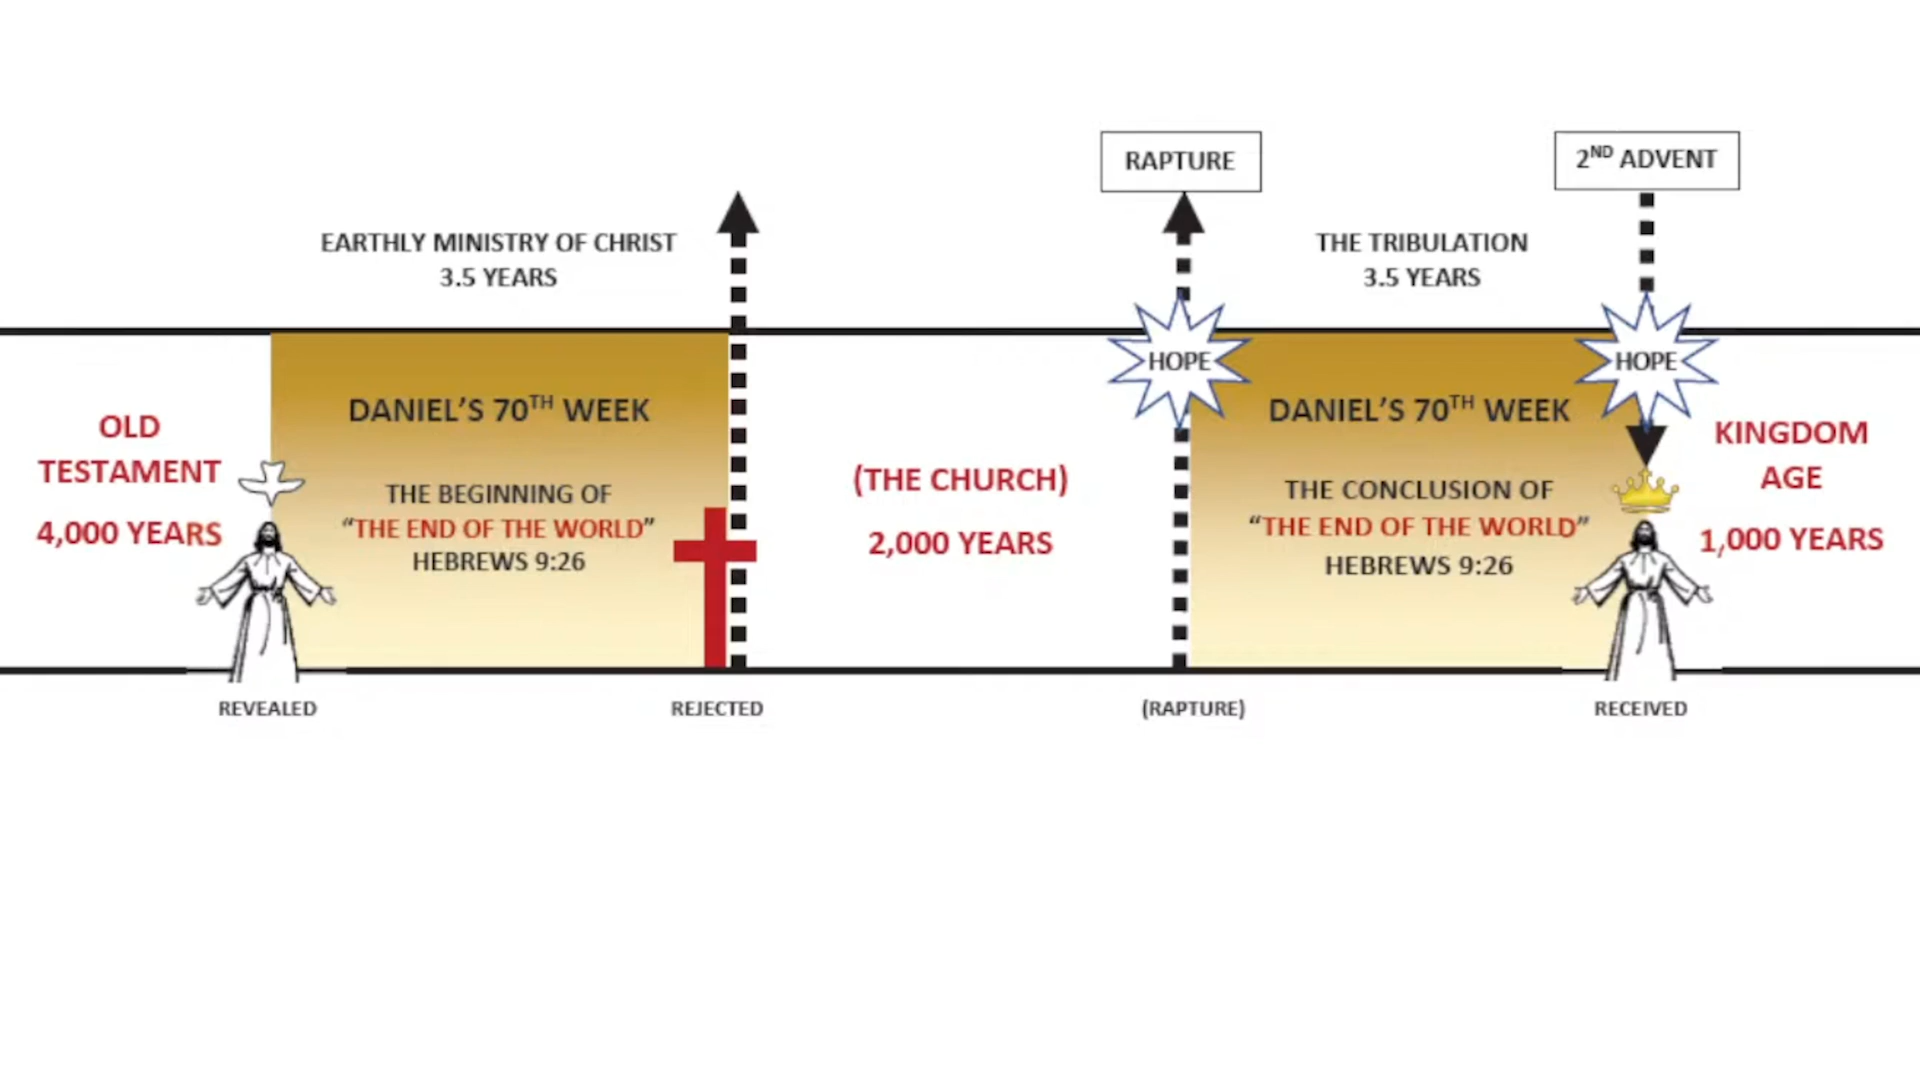 RAPTURE
2ND ADVENT
EARTHLY MINISTRY OF CHRIST
3.5 YEARS
THE TRIBULATION
3.5 YEARS
HOPE
HOPE
OLD
TESTAMENT
4,000 YEARS
DANIEL'S 70TH WEEK
THE BEGINNING OF
“THE END OF THE WORLD”
HEBREWS 9:26
(THE CHURCH)
2,000 YEARS
DANIEL'S 70TH WEEK
THE CONCLUSION OF
“THE END OF THE WORLD”
HEBREWS 9:26
KINGDOM
AGE
1,000 YEARS
REVEALED
REJECTED
(RAPTURE)
RECEIVED